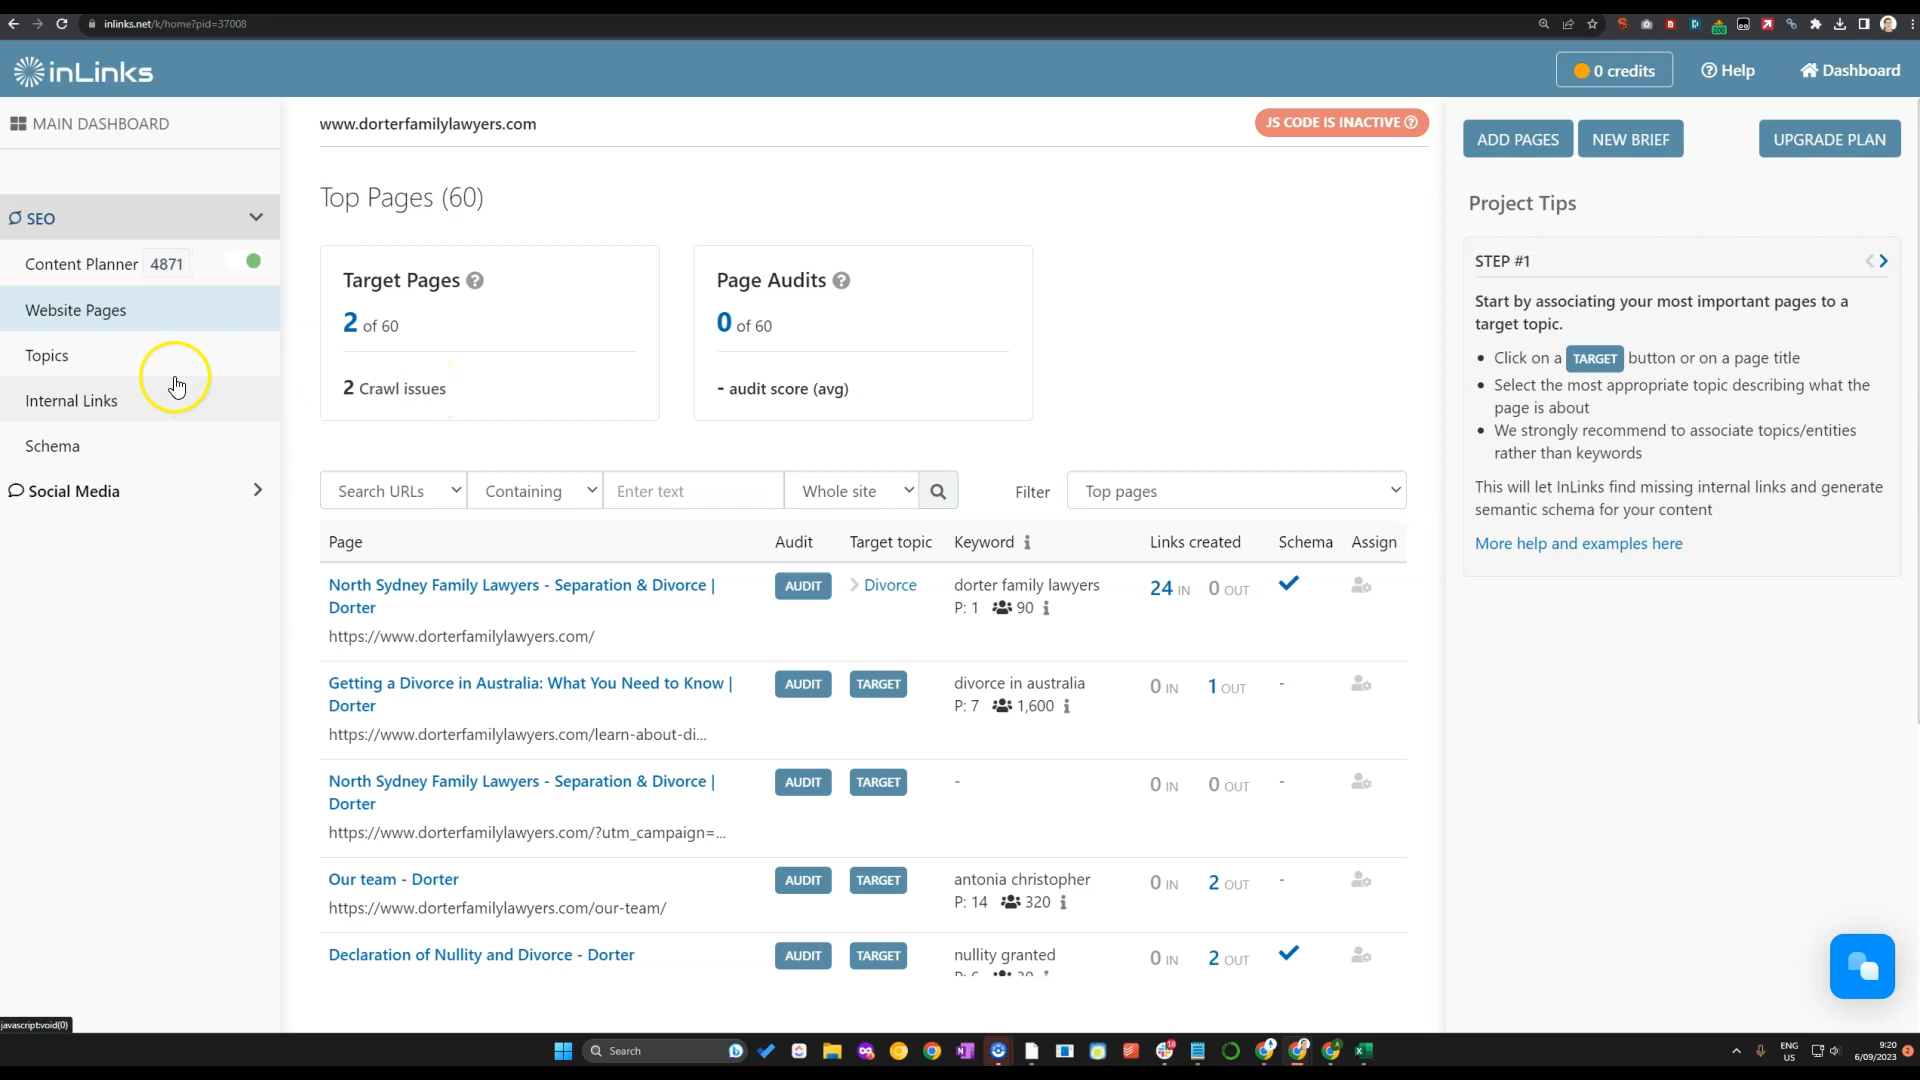 inlinks.net/k/home?pid=37008
200
inLinks
0 credits
Help
Dashboard
MAIN DASHBOARD
SEO
Content Planner 4871
Website Pages
Topics
Internal Links
Schema
Social Media
www.dorterfamilylawyers.com
JS CODE IS INACTIVE
Top Pages (60)
Target Pages
2 of 60
2 Crawl issues
Page Audits
0 of 60
- audit score (avg)
Search URLs
Containing
Enter text
Whole site
Filter
Top pages
Page Audit Target topic Keyword Links created Schema Assign
North Sydney Family Lawyers - Separation & Divorce | AUDIT Divorce dorter family lawyers 24 IN 0 OUT
Dorter P: 1 90
https://www.dorterfamilylawyers.com/
Getting a Divorce in Australia: What You Need to Know | AUDIT TARGET divorce in australia 0 IN 1 OUT -
Dorter P: 7 1,600
https://www.dorterfamilylawyers.com/learn-about-di...
North Sydney Family Lawyers - Separation & Divorce | AUDIT TARGET - 0 IN 0 OUT -
Dorter
https://www.dorterfamilylawyers.com/?utm_campaign=...
Our team - Dorter AUDIT TARGET antonia christopher 0 IN 2 OUT -
https://www.dorterfamilylawyers.com/our-team/ P: 14 320
Declaration of Nullity and Divorce - Dorter AUDIT TARGET nullity granted 0 IN 2 OUT
ADD PAGES
NEW BRIEF
UPGRADE PLAN
Project Tips
STEP #1
Start by associating your most important pages to a
target topic.
• Click on a TARGET button or on a page title
• Select the most appropriate topic describing what the
page is about
• We strongly recommend to associate topics/entities
rather than keywords
This will let InLinks find missing internal links and generate
semantic schema for your content
More help and examples here
javascript:void(0)
Search
16
ENG
US
9:20
6/09/2023
2